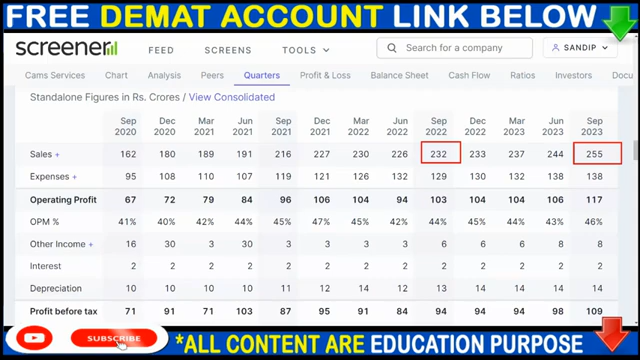 FREE DEMAT ACCOUNT LINK BELOW
screener FEED SCREENS TOOLS Search for a company SANDIP
Cams Services Chart Analysis Peers Quarters Profit & Loss Balance Sheet Cash Flow Ratios Investors Docu
Standalone Figures in Rs. Crores / View Consolidated
Sep 2020 Dec 2020 Mar 2021 Jun 2021 Sep 2021 Dec 2021 Mar 2022 Jun 2022 Sep 2022 Dec 2022 Mar 2023 Jun 2023 Sep 2023
Sales + 162 180 189 191 216 227 230 226 232 233 237 244 255
Expenses + 95 108 110 107 119 121 126 132 129 130 132 138 138
Operating Profit 67 72 79 84 96 106 104 94 103 104 104 106 117
OPM % 41% 40% 42% 44% 45% 47% 45% 42% 44% 45% 44% 43% 46%
Other Income + 16 30 3 30 3 3 3 3 6 6 6 8 8
Interest 2 2 2 2 2 2 2 2 2 2 2 2 2
Depreciation 10 10 10 10 11 12 14 12 13 14 14 14 14
Profit before tax 71 91 71 103 87 95 91 84 94 94 94 98 109
SUBSCRIBE *ALL CONTENT ARE EDUCATION PURPOSE